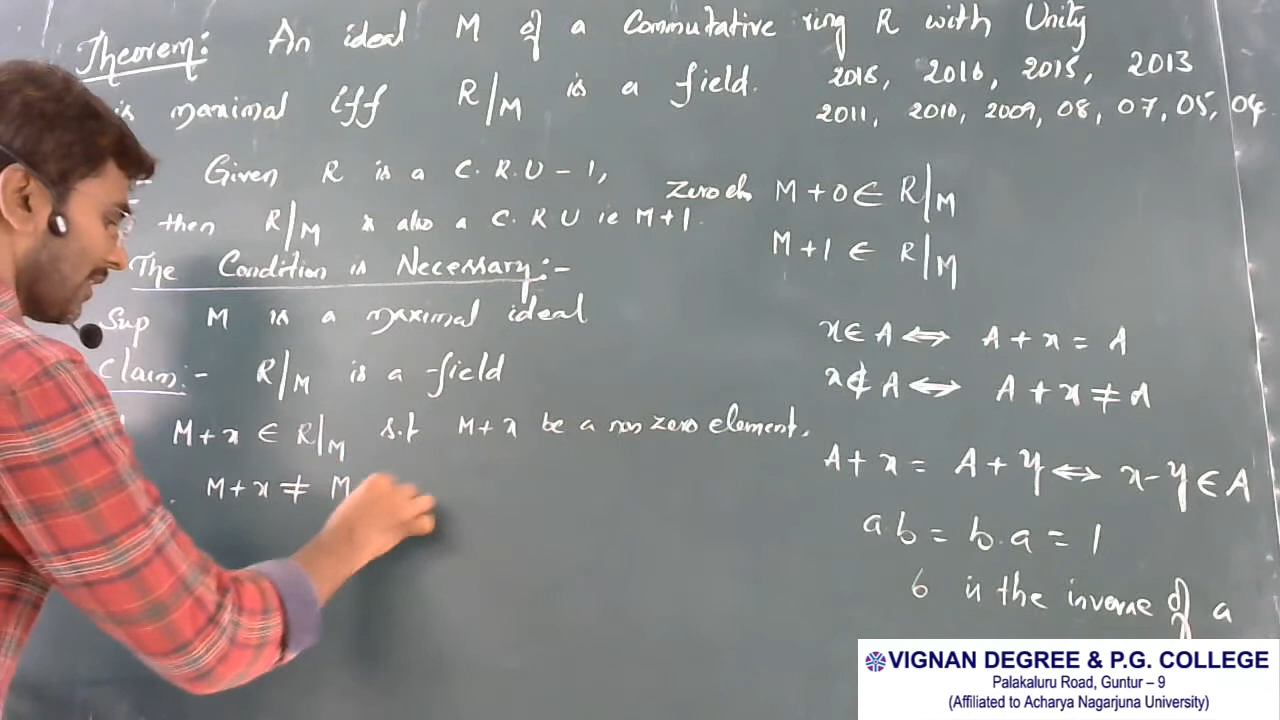 Theorem: An ideal M of a Commutative ring R with Unity
is maximal iff R/M is a field.
2018, 2016, 2015, 2013
2011, 2010, 2009, 08, 07, 05, 04
Given R is a C.R.U - 1,
then R/M is also a C.R U ie M+1.
Zero ele M+0 ∈ R/M
M+1 ∈ R/M
The Condition is Necessary:-
Sup M is a maximal ideal
Claim:- R/M is a field
M+x ∈ R/M s.t M+x be a non zero element.
M+x ≠ M
x ∈ A ⟺ A+x = A
x ∉ A ⟺ A+x ≠ A
A+x = A+y ⟺ x-y ∈ A
a.b = b.a = 1
b is the inverse of a
VIGNAN DEGREE & P.G. COLLEGE
Palakaluru Road, Guntur – 9
(Affiliated to Acharya Nagarjuna University)